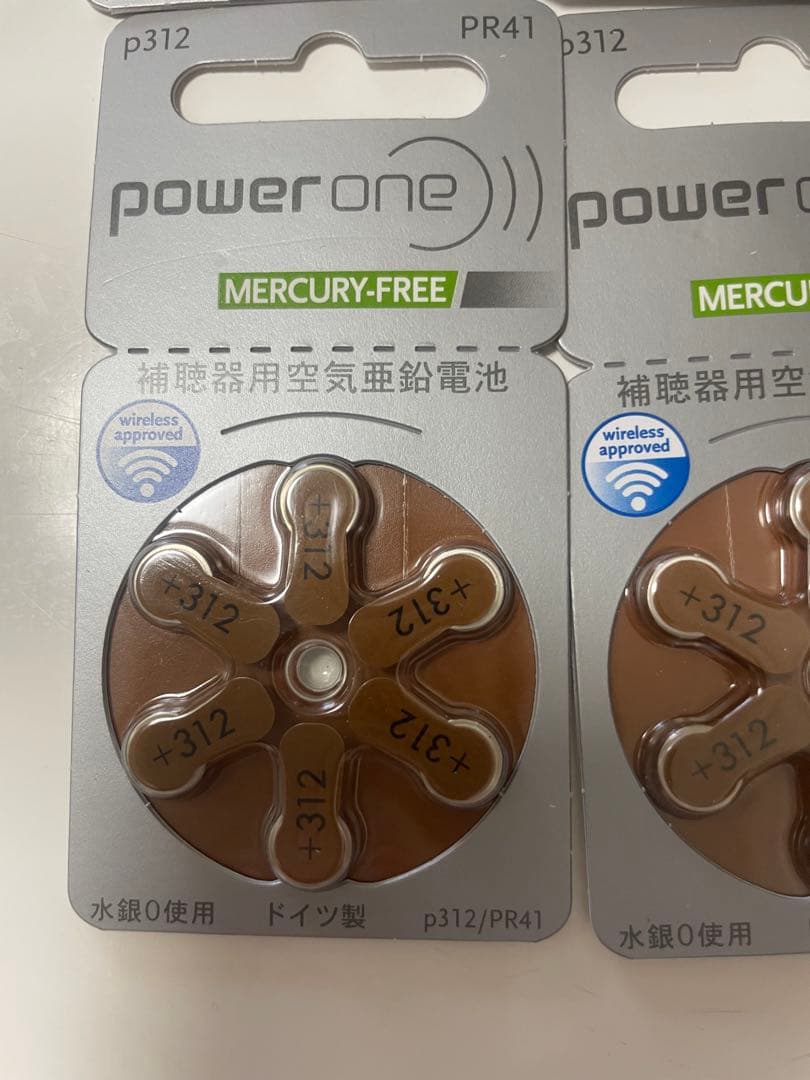 p312
PR41
powerone
MERCURY-FREE
補聴器用空気亜鉛電池
wireless
approved
+312
+312
+312
+312
+312
+312
水銀0使用
ドイツ製
p312/PR41
p312
power
MERCU
補聴器用空
wireless
approved
+312
+312
水銀0使用